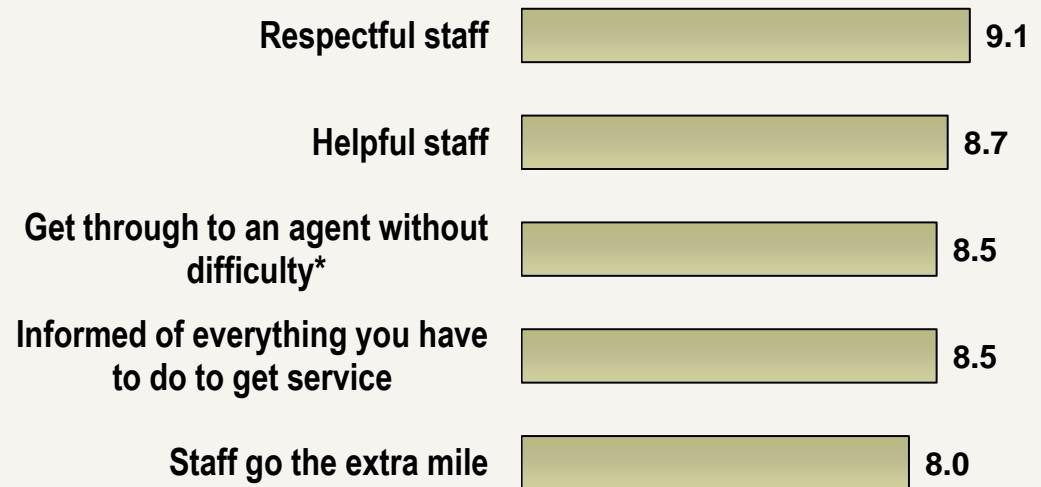 Respectful staff 9.1
Helpful staff 8.7
Get through to an agent without
difficulty* 8.5
Informed of everything you have
to do to get service 8.5
Staff go the extra mile 8.0